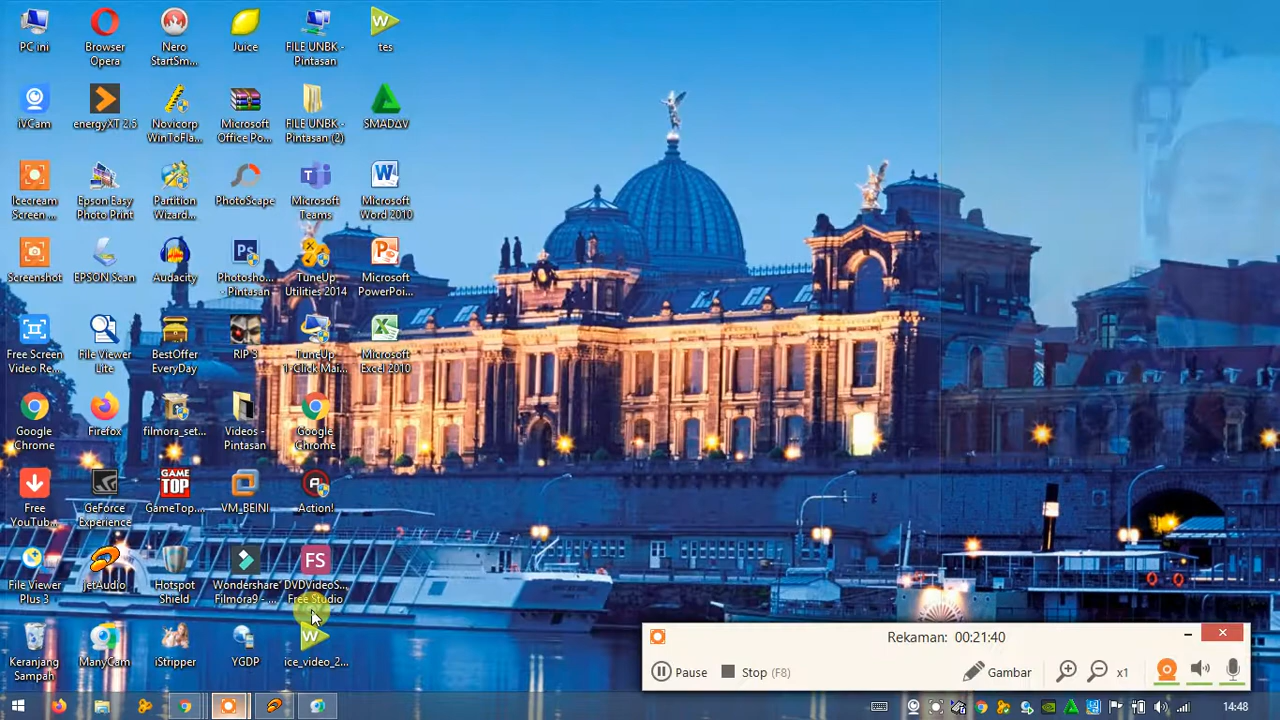 PC ini
Browser
Opera
Nero
StartSm...
Juice
FILE UNBK -
Pintasan
W
tes
iVCam
energyXT 2.5
Novicorp
WinToFla...
Microsoft
Office Po...
FILE UNBK -
Pintasan (2)
SMADΔV
Icecream
Screen ...
Epson Easy
Photo Print
Partition
Wizard...
PhotoScape
T
Microsoft
Teams
W
Microsoft
Word 2010
Screenshot
EPSON Scan
Audacity
Ps
Photosho...
- Pintasan
TuneUp
Utilities 2014
P
Microsoft
PowerPoi...
Free Screen
Video Re...
File Viewer
Lite
BestOffer
EveryDay
RIP 3
TuneUp
1-Click Mai...
X
Microsoft
Excel 2010
Google
Chrome
Firefox
filmora_set...
Videos -
Pintasan
Google
Chrome
Free
YouTub...
GeForce
Experience
GAME
TOP
GameTop...
VM_BEINI
A
Action!
File Viewer
Plus 3
jetAudio
Hotspot
Shield
Wondershare
Filmora9 - ...
FS
DVDVideoS...
Free Studio
Keranjang
Sampah
ManyCam
iStripper
YGDP
W
ice_video_2...
Rekaman: 00:21:40
Pause
Stop (F8)
Gambar
x1
14:48